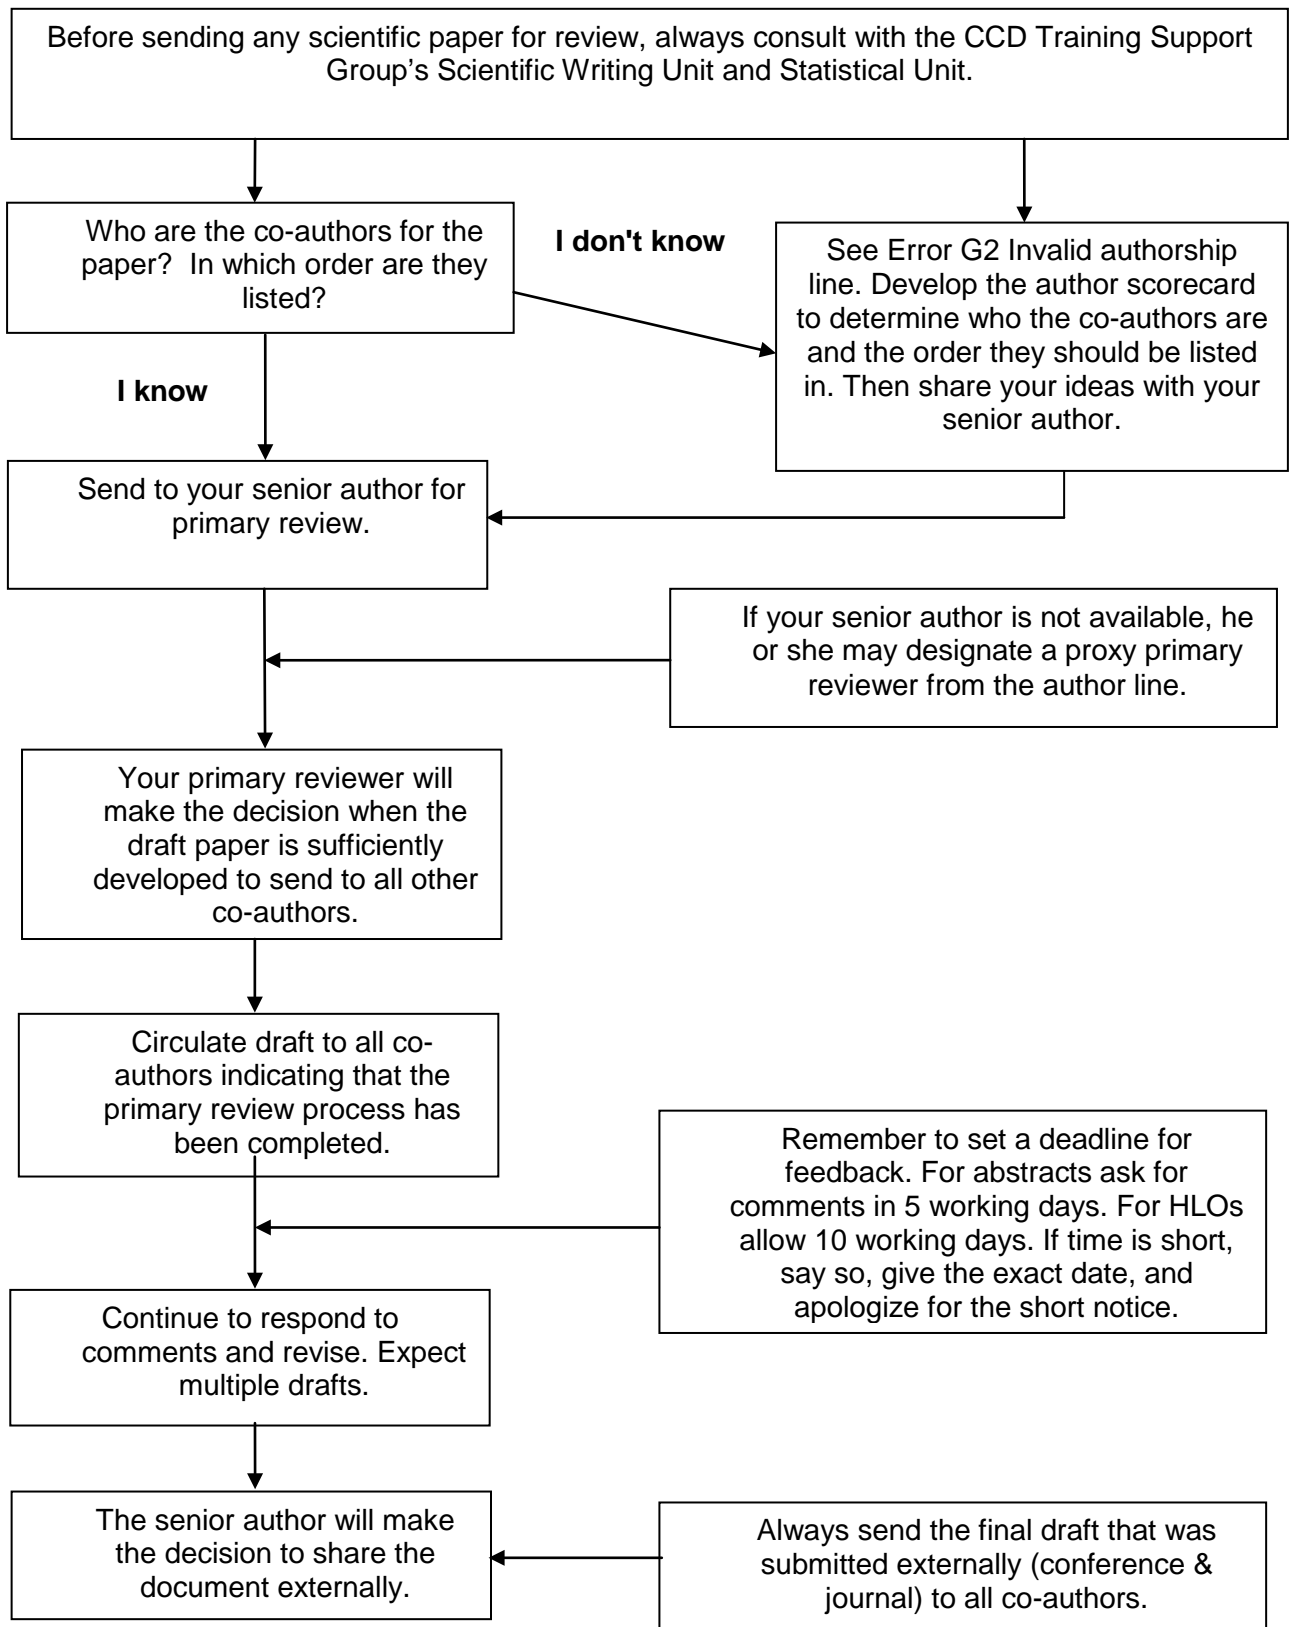 Before sending any scientific paper for review, always consult with the CCD Training Support
Group's Scientific Writing Unit and Statistical Unit.
Who are the co-authors for the
paper?  In which order are they
listed?
I don't know
See Error G2 Invalid authorship
line. Develop the author scorecard
to determine who the co-authors are
and the order they should be listed
in. Then share your ideas with your
senior author.
I know
Send to your senior author for
primary review.
If your senior author is not available, he
or she may designate a proxy primary
reviewer from the author line.
Your primary reviewer will
make the decision when the
draft paper is sufficiently
developed to send to all other
co-authors.
Circulate draft to all co-
authors indicating that the
primary review process has
been completed.
Remember to set a deadline for
feedback. For abstracts ask for
comments in 5 working days. For HLOs
allow 10 working days. If time is short,
say so, give the exact date, and
apologize for the short notice.
Continue to respond to
comments and revise. Expect
multiple drafts.
The senior author will make
the decision to share the
document externally.
Always send the final draft that was
submitted externally (conference &
journal) to all co-authors.